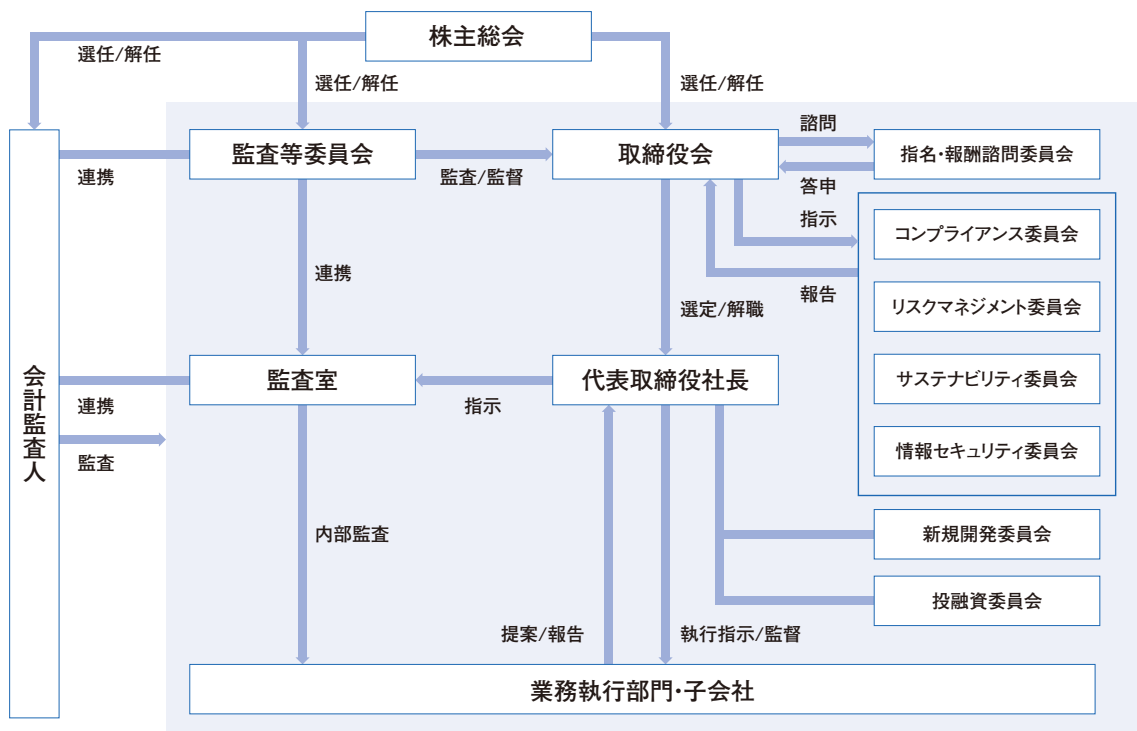 株主総会
選任/解任
選任/解任
選任/解任
監査等委員会
取締役会
諮問
指名・報酬諮問委員会
連携
監査/監督
答申
指示
コンプライアンス委員会
連携
報告
リスクマネジメント委員会
選定/解職
会計監査人
監査室
代表取締役社長
サステナビリティ委員会
連携
指示
監査
情報セキュリティ委員会
内部監査
新規開発委員会
投融資委員会
提案/報告
執行指示/監督
業務執行部門・子会社